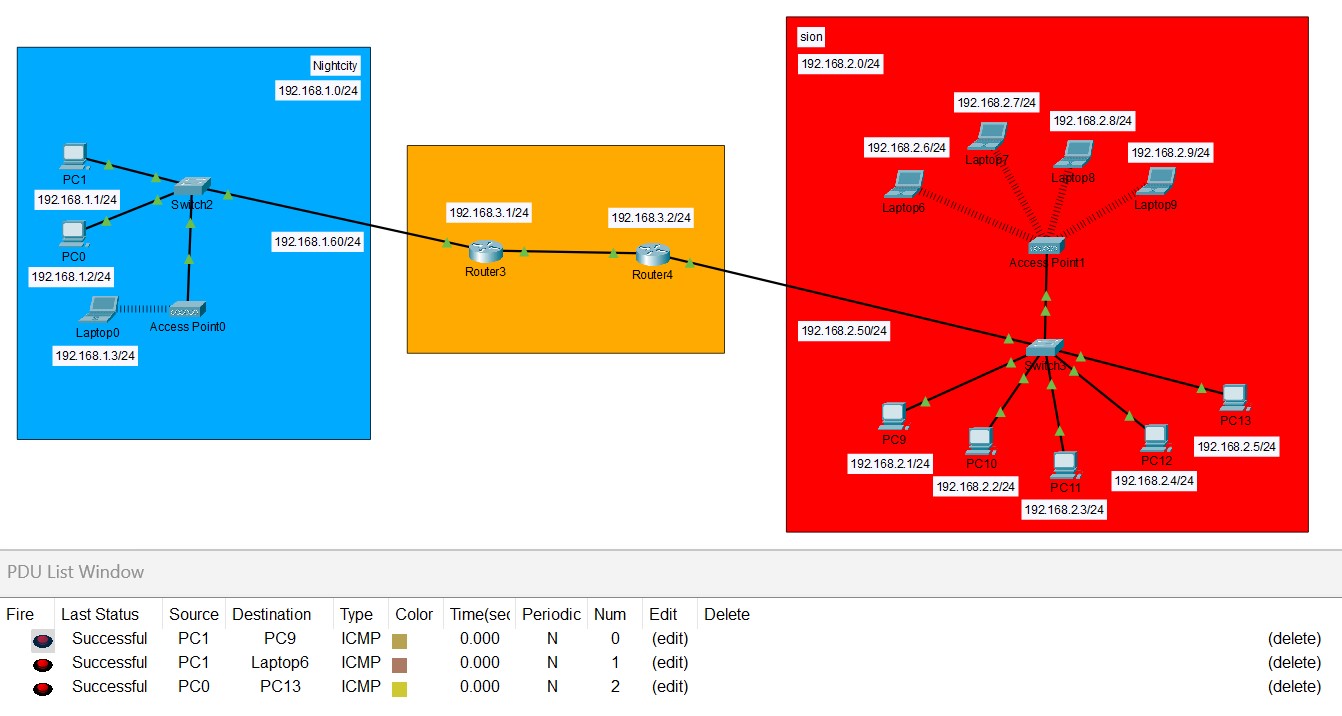 Nightcity
192.168.1.0/24
PC1
192.168.1.1/24
Switch2
PC0
192.168.1.2/24
192.168.1.60/24
Laptop0
Access Point0
192.168.1.3/24
192.168.3.1/24
192.168.3.2/24
Router3
Router4
sion
192.168.2.0/24
192.168.2.7/24
192.168.2.8/24
192.168.2.6/24
192.168.2.9/24
Laptop7
Laptop8
Laptop6
Laptop9
Access Point1
192.168.2.50/24
Switch3
PC9
PC10
PC11
PC12
PC13
192.168.2.1/24
192.168.2.2/24
192.168.2.3/24
192.168.2.4/24
192.168.2.5/24
PDU List Window
Fire Last Status Source Destination Type Color Time(sec Periodic Num Edit Delete
Successful PC1 PC9 ICMP 0.000 N 0 (edit) (delete)
Successful PC1 Laptop6 ICMP 0.000 N 1 (edit) (delete)
Successful PC0 PC13 ICMP 0.000 N 2 (edit) (delete)